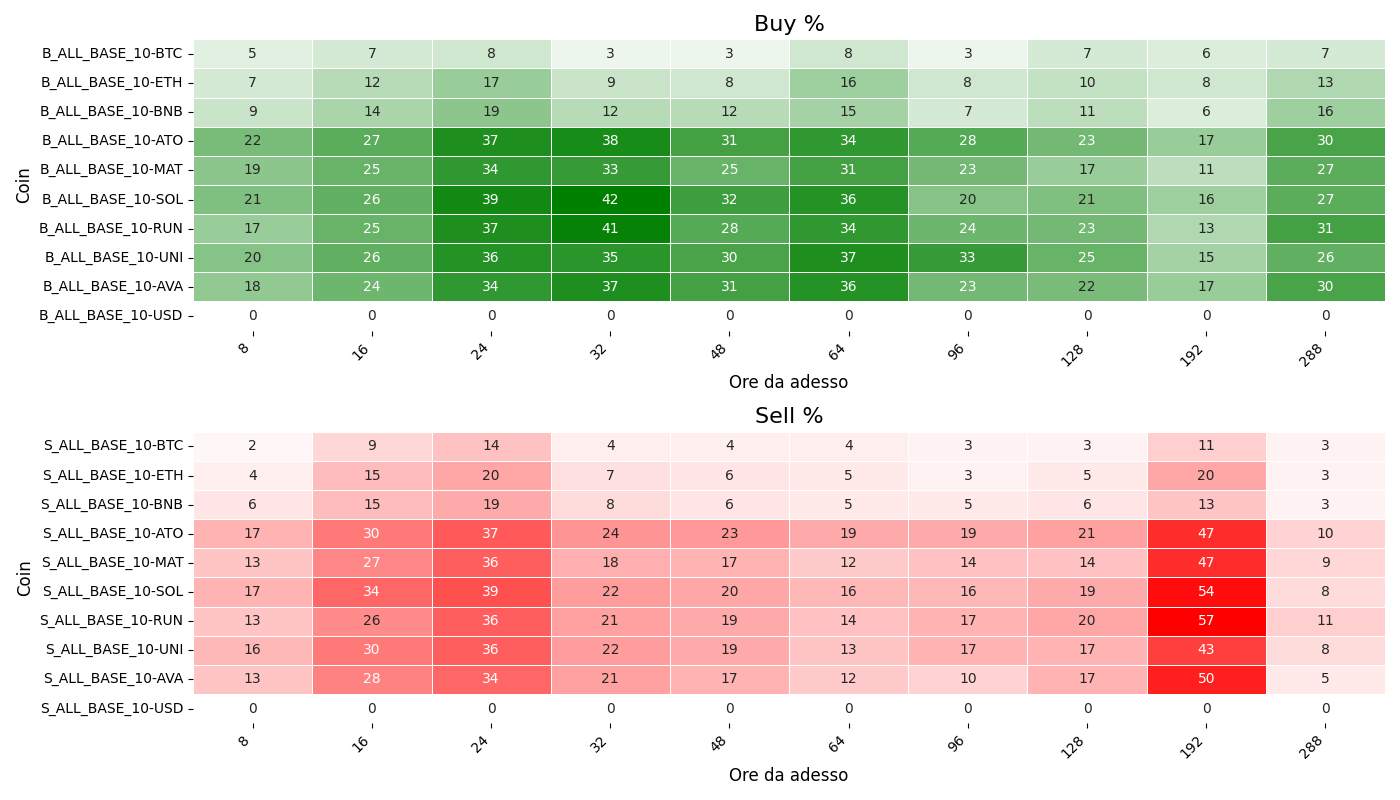 Buy %
Coin
B_ALL_BASE_10-BTC 5 7 8 3 3 8 3 7 6 7
B_ALL_BASE_10-ETH 7 12 17 9 8 16 8 10 8 13
B_ALL_BASE_10-BNB 9 14 19 12 12 15 7 11 6 16
B_ALL_BASE_10-ATO 22 27 37 38 31 34 28 23 17 30
B_ALL_BASE_10-MAT 19 25 34 33 25 31 23 17 11 27
B_ALL_BASE_10-SOL 21 26 39 42 32 36 20 21 16 27
B_ALL_BASE_10-RUN 17 25 37 41 28 34 24 23 13 31
B_ALL_BASE_10-UNI 20 26 36 35 30 37 33 25 15 26
B_ALL_BASE_10-AVA 18 24 34 37 31 36 23 22 17 30
B_ALL_BASE_10-USD 0 0 0 0 0 0 0 0 0 0
8 16 24 32 48 64 96 128 192 288
Ore da adesso
Sell %
Coin
S_ALL_BASE_10-BTC 2 9 14 4 4 4 3 3 11 3
S_ALL_BASE_10-ETH 4 15 20 7 6 5 3 5 20 3
S_ALL_BASE_10-BNB 6 15 19 8 6 5 5 6 13 3
S_ALL_BASE_10-ATO 17 30 37 24 23 19 19 21 47 10
S_ALL_BASE_10-MAT 13 27 36 18 17 12 14 14 47 9
S_ALL_BASE_10-SOL 17 34 39 22 20 16 16 19 54 8
S_ALL_BASE_10-RUN 13 26 36 21 19 14 17 20 57 11
S_ALL_BASE_10-UNI 16 30 36 22 19 13 17 17 43 8
S_ALL_BASE_10-AVA 13 28 34 21 17 12 10 17 50 5
S_ALL_BASE_10-USD 0 0 0 0 0 0 0 0 0 0
8 16 24 32 48 64 96 128 192 288
Ore da adesso